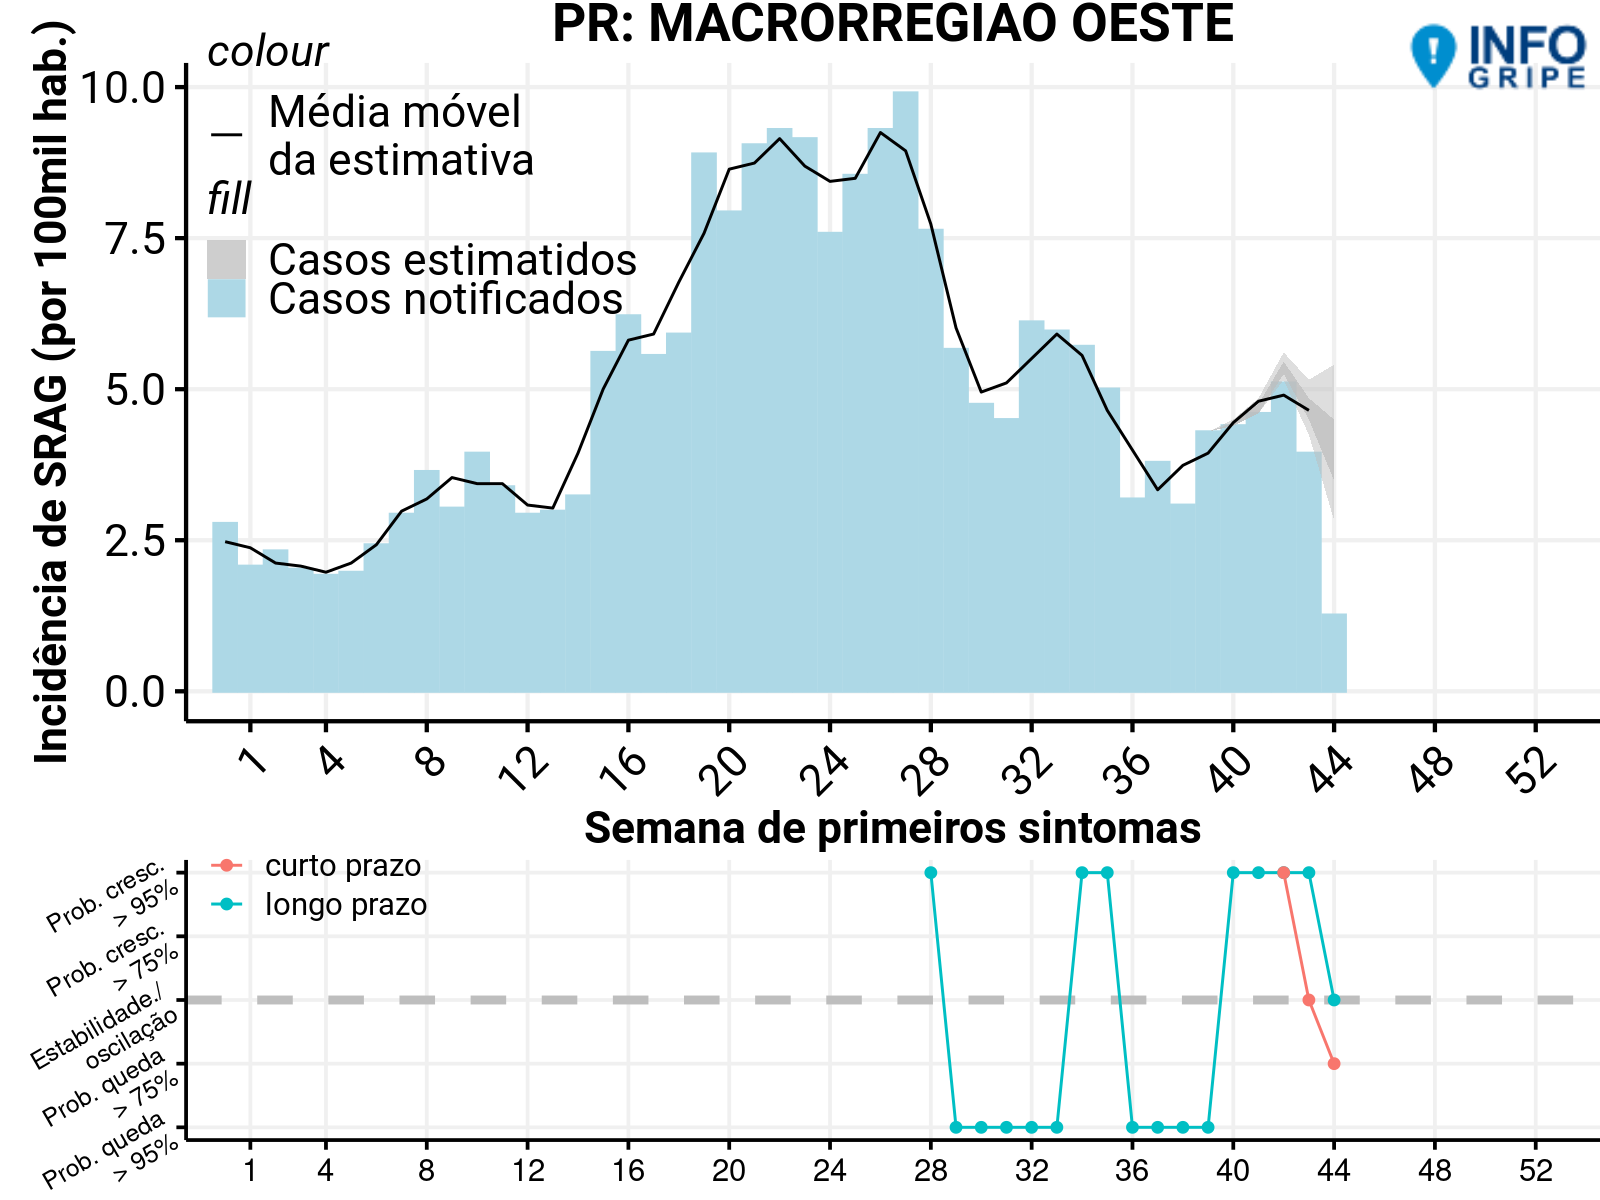 PR: MACRORREGIAO OESTE
INFO
GRIPE
Incidência de SRAG (por 100mil hab.)
colour
Média móvel
da estimativa
fill
Casos estimatidos
Casos notificados
10.0
7.5
5.0
2.5
0.0
1 4 8 12 16 20 24 28 32 36 40 44 48 52
Semana de primeiros sintomas
curto prazo
longo prazo
Prob. cresc.
> 95%
Prob. cresc.
> 75%
Estabilidade./
oscilação
Prob. queda
> 75%
Prob. queda
> 95%
1 4 8 12 16 20 24 28 32 36 40 44 48 52